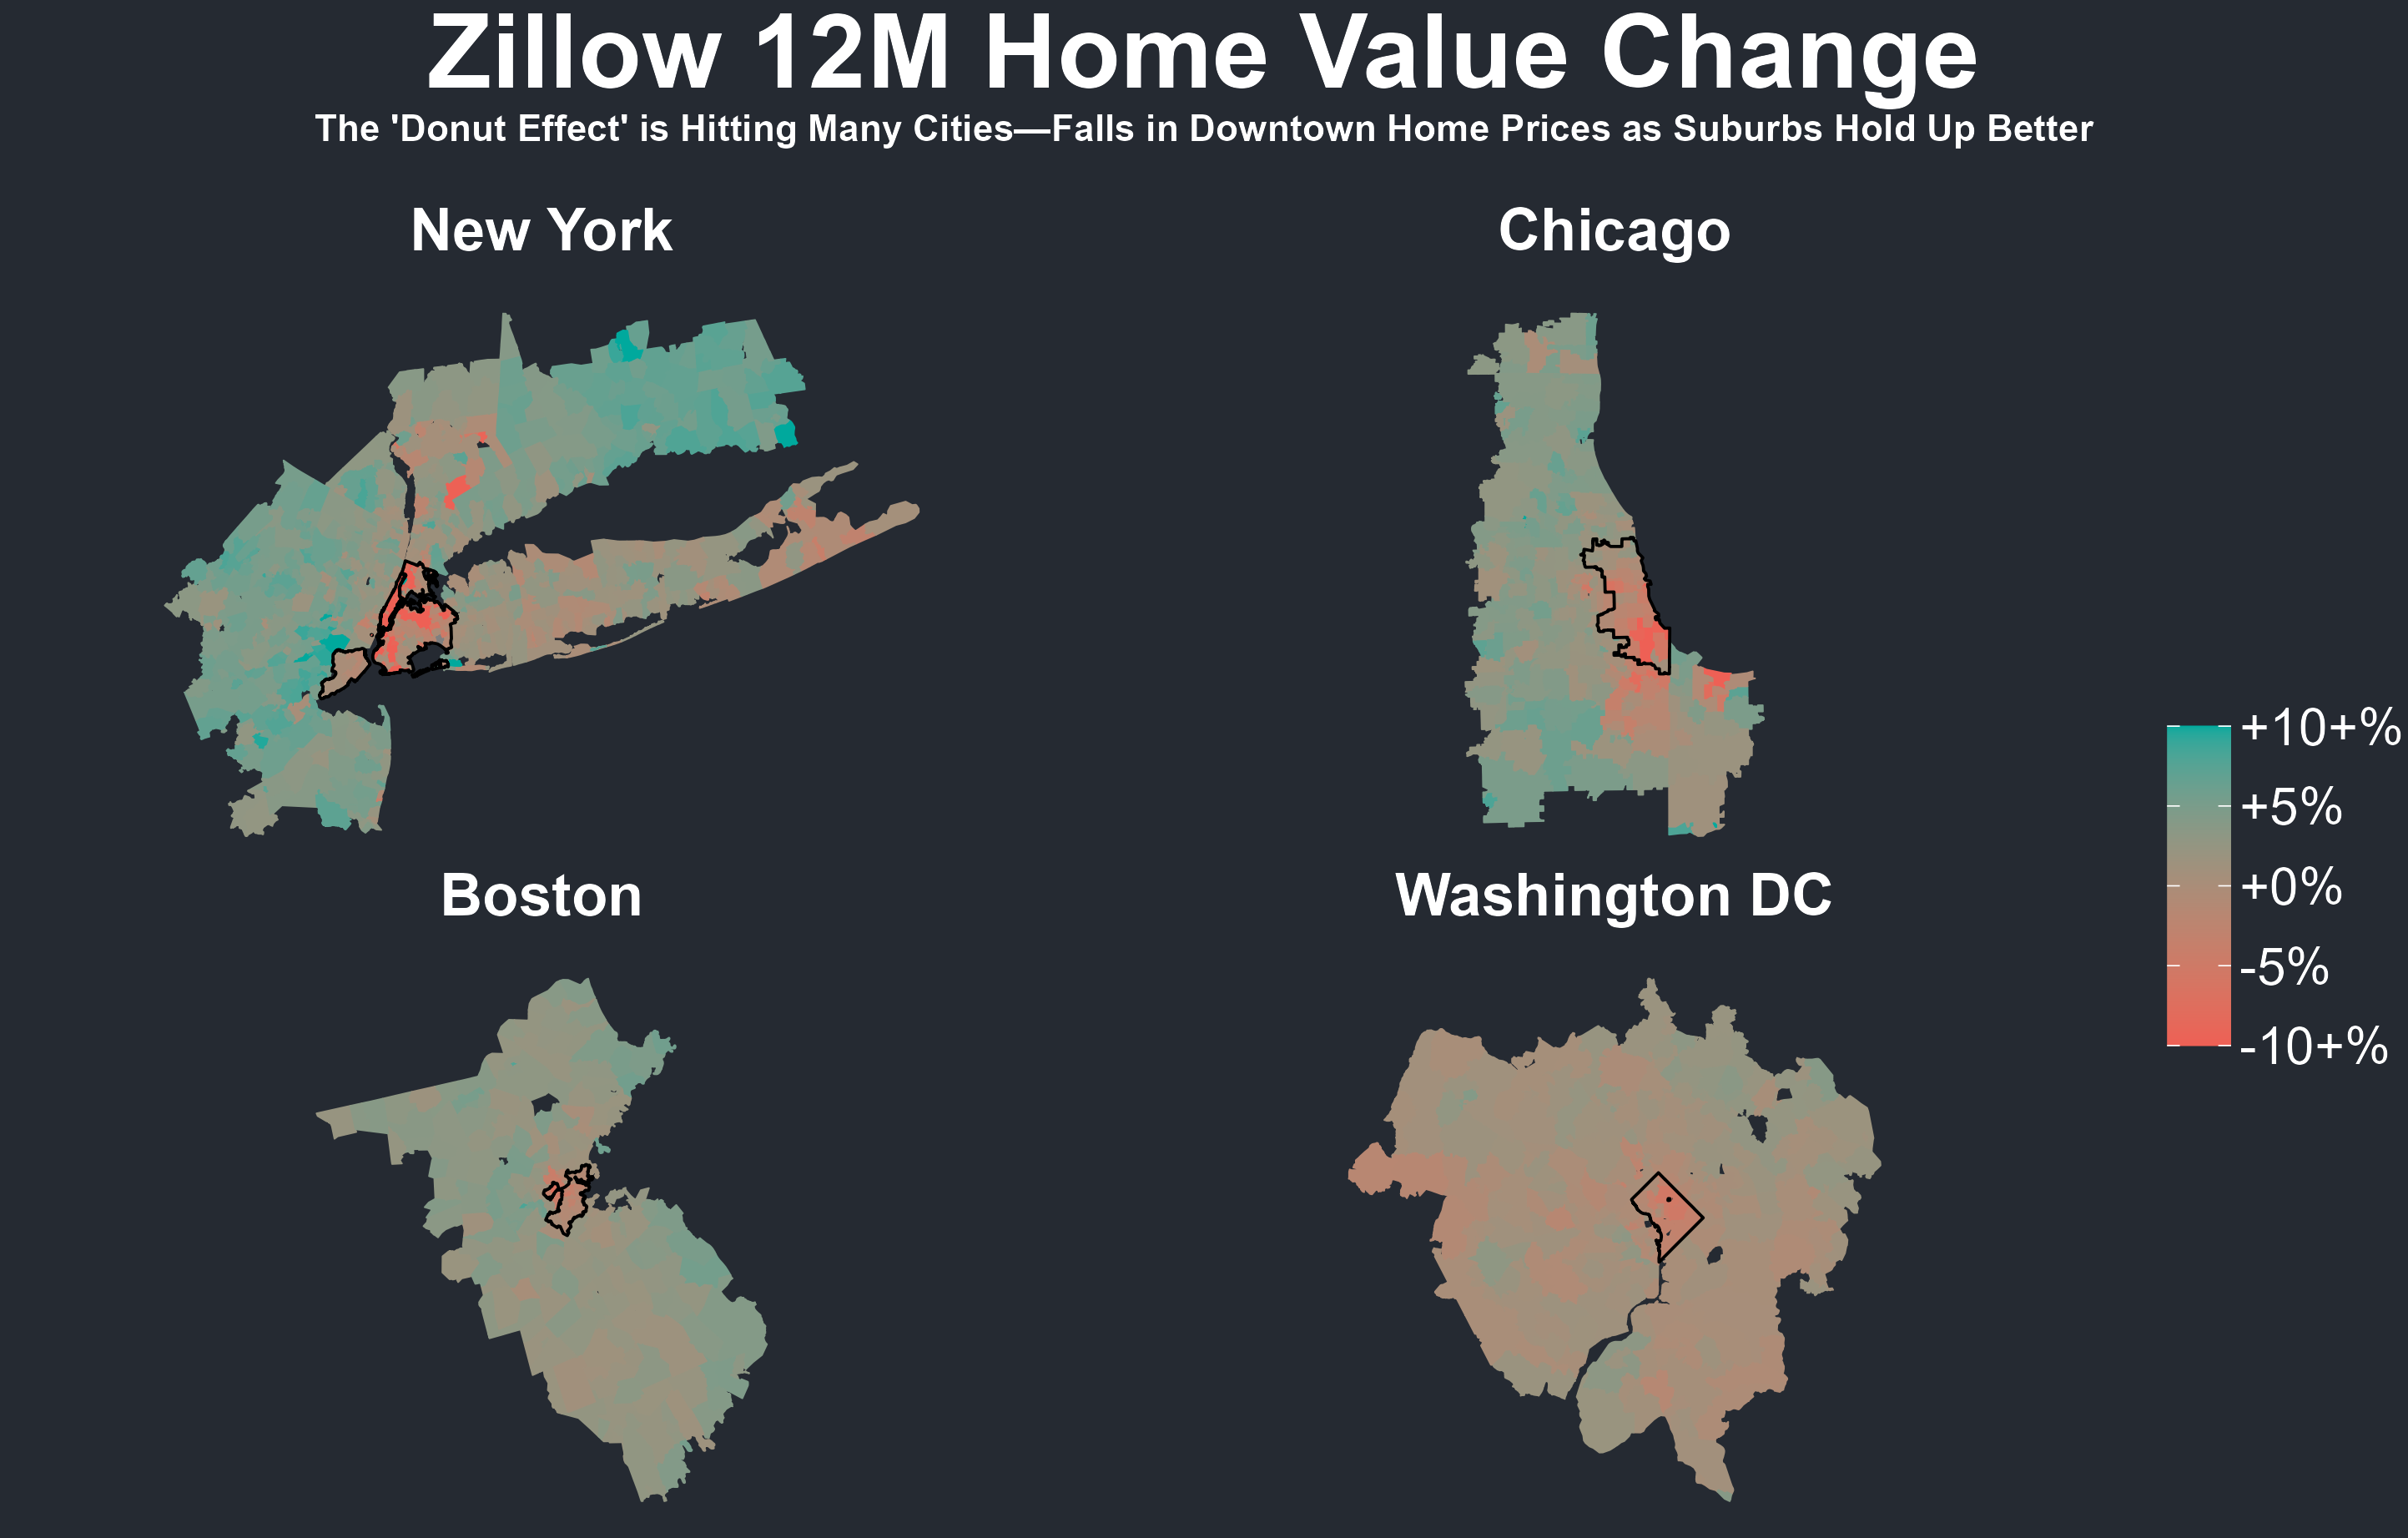 Zillow 12M Home Value Change
The 'Donut Effect' is Hitting Many Cities—Falls in Downtown Home Prices as Suburbs Hold Up Better
New York
Chicago
+10+%
+5%
+0%
-5%
-10+%
Boston
Washington DC